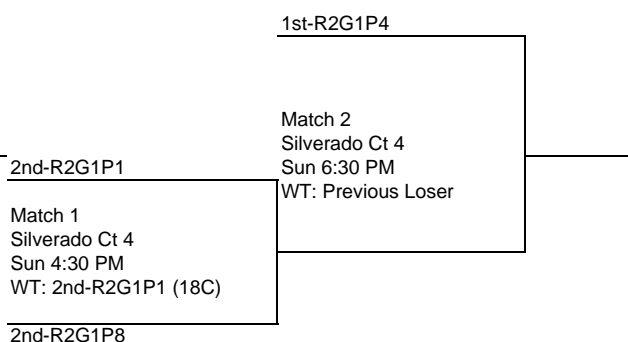 1st-R2G1P4
Match 2
Silverado Ct 4
Sun 6:30 PM
WT: Previous Loser
2nd-R2G1P1
Match 1
Silverado Ct 4
Sun 4:30 PM
WT: 2nd-R2G1P1 (18C)
2nd-R2G1P8